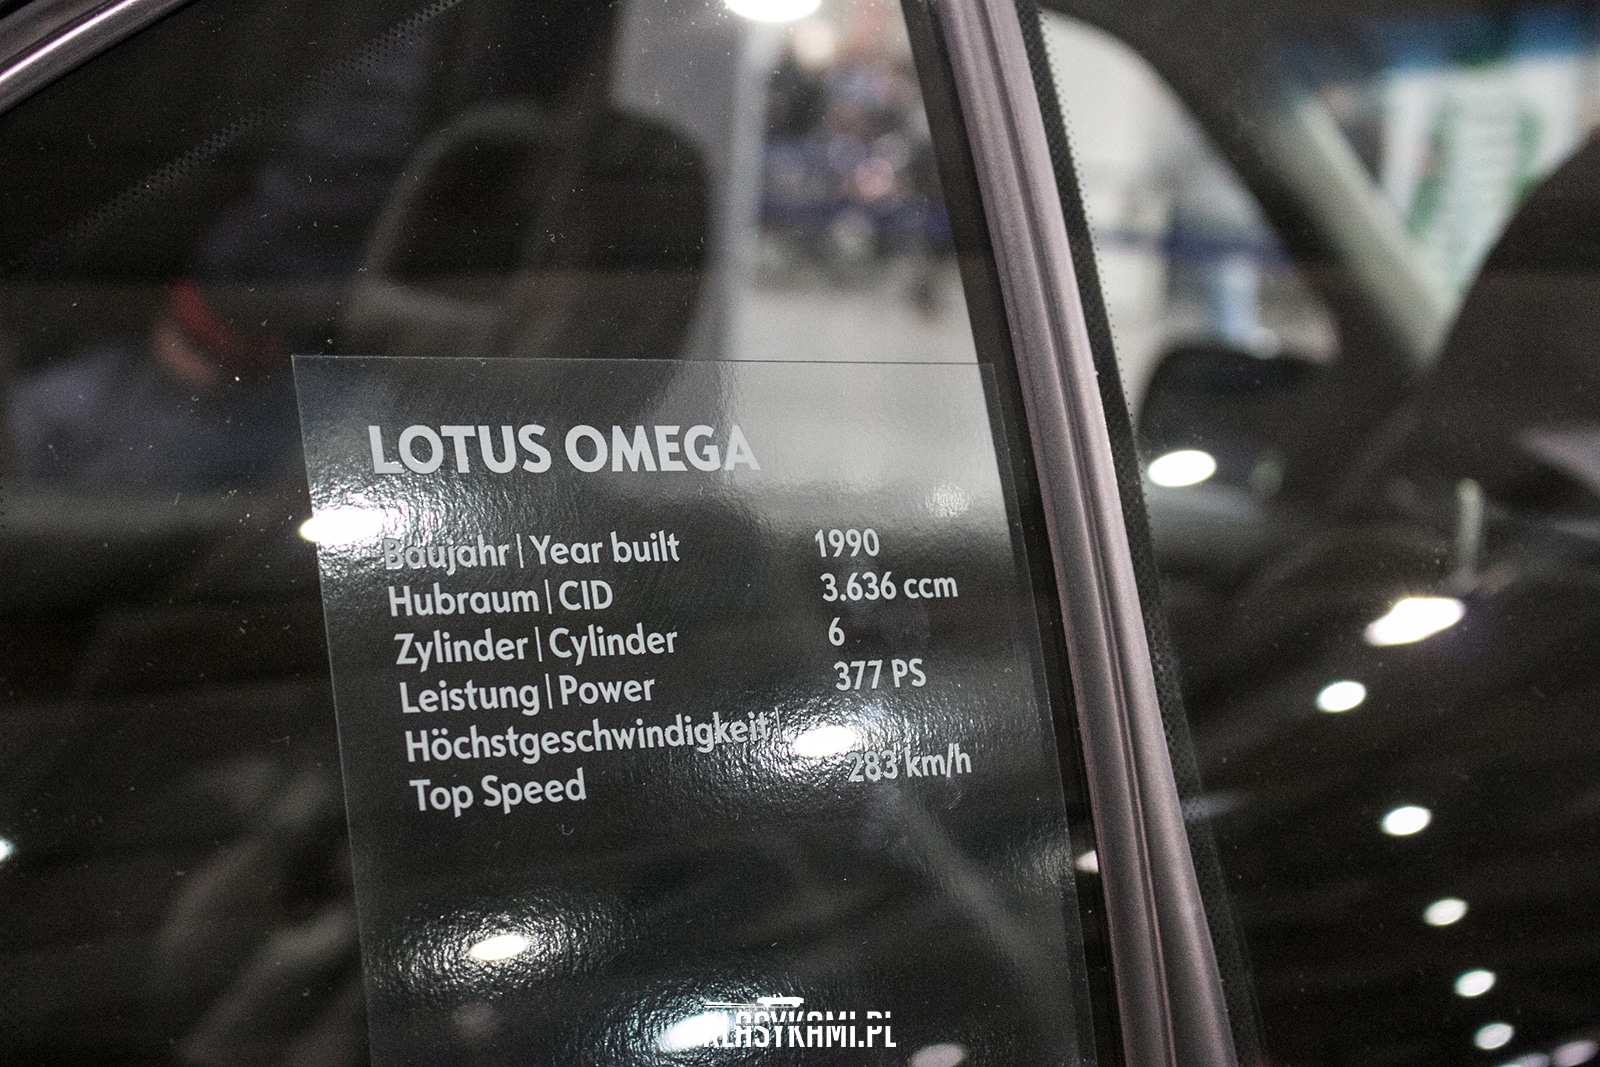 LOTUS OMEGA
Baujahr | Year built 1990
Hubraum | CID 3.636 ccm
Zylinder | Cylinder 6
Leistung | Power 377 PS
Höchstgeschwindigkeit |
Top Speed 283 km/h
KLASYKAMI.PL